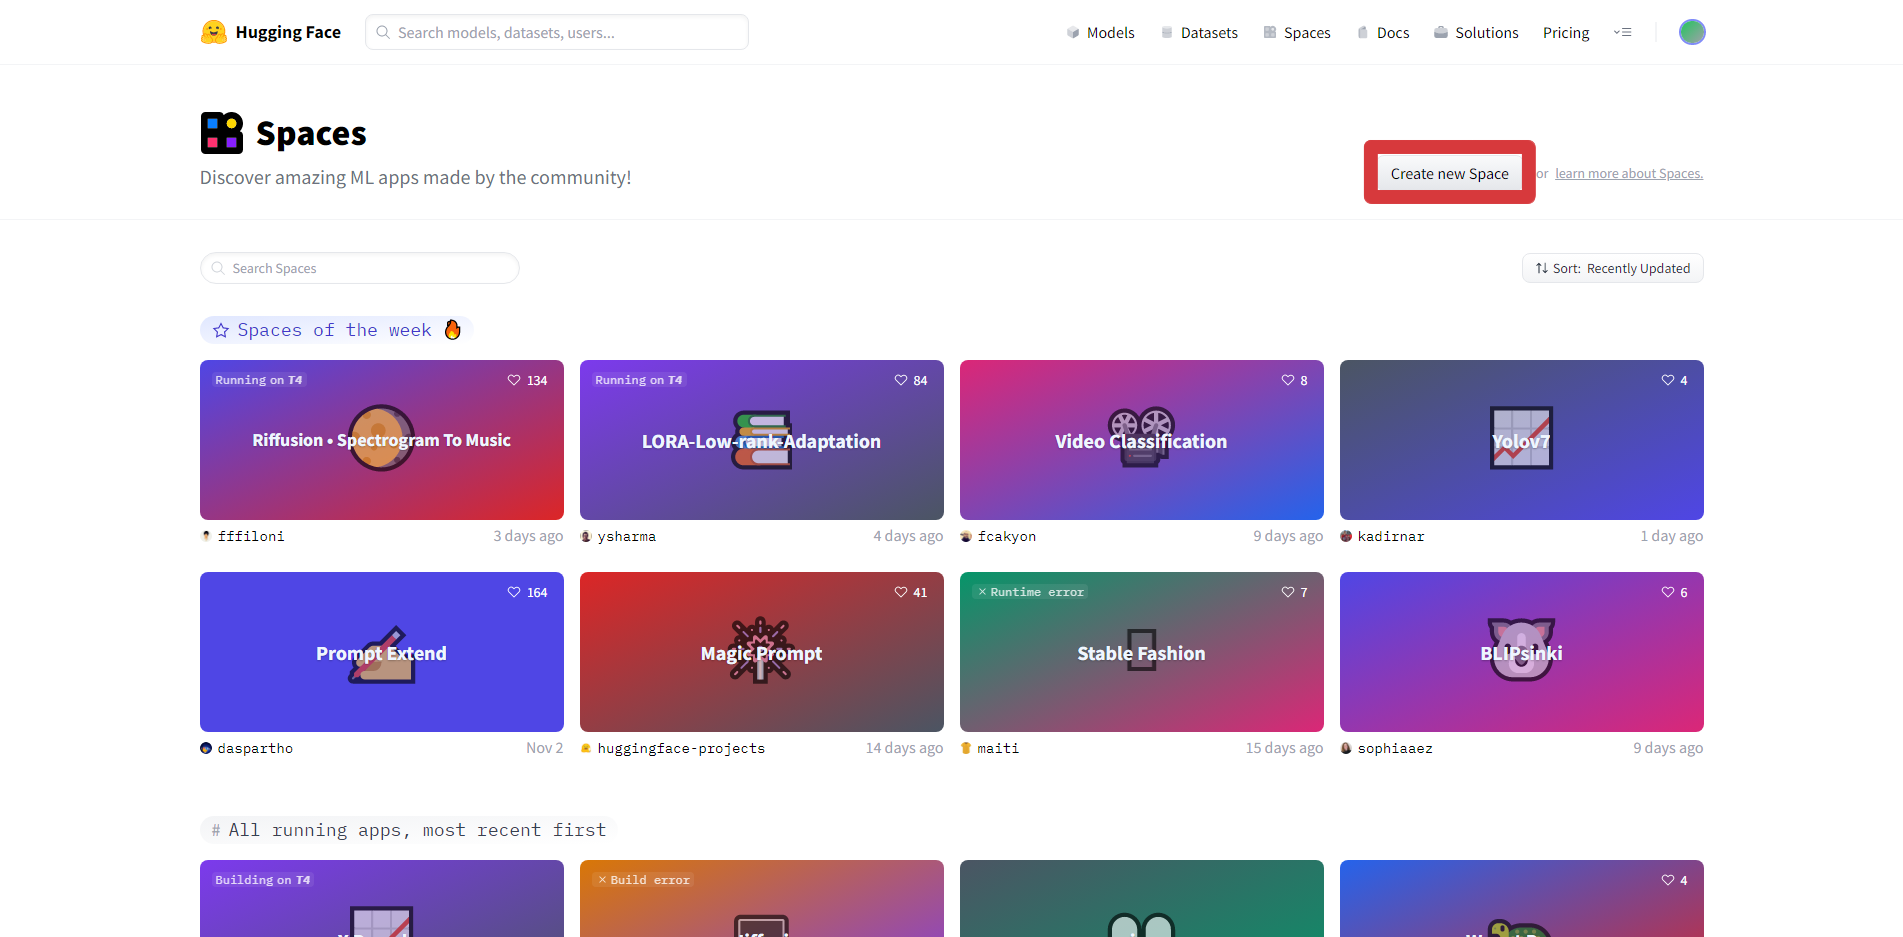 Hugging Face
Search models, datasets, users...
Models
Datasets
Spaces
Docs
Solutions
Pricing
Spaces
Discover amazing ML apps made by the community!
Create new Space
or learn more about Spaces.
Search Spaces
Sort: Recently Updated
Spaces of the week 🔥
Running on T4
134
Riffusion • Spectrogram To Music
fffiloni
3 days ago
Running on T4
84
LORA-Low-rank-Adaptation
ysharma
4 days ago
8
Video Classification
fcakyon
9 days ago
4
Yolov7
kadirnar
1 day ago
164
Prompt Extend
daspartho
Nov 2
41
Magic Prompt
huggingface-projects
14 days ago
× Runtime error
7
Stable Fashion
maiti
15 days ago
6
BLIPsinki
sophiaaez
9 days ago
# All running apps, most recent first
Building on T4
× Build error
4